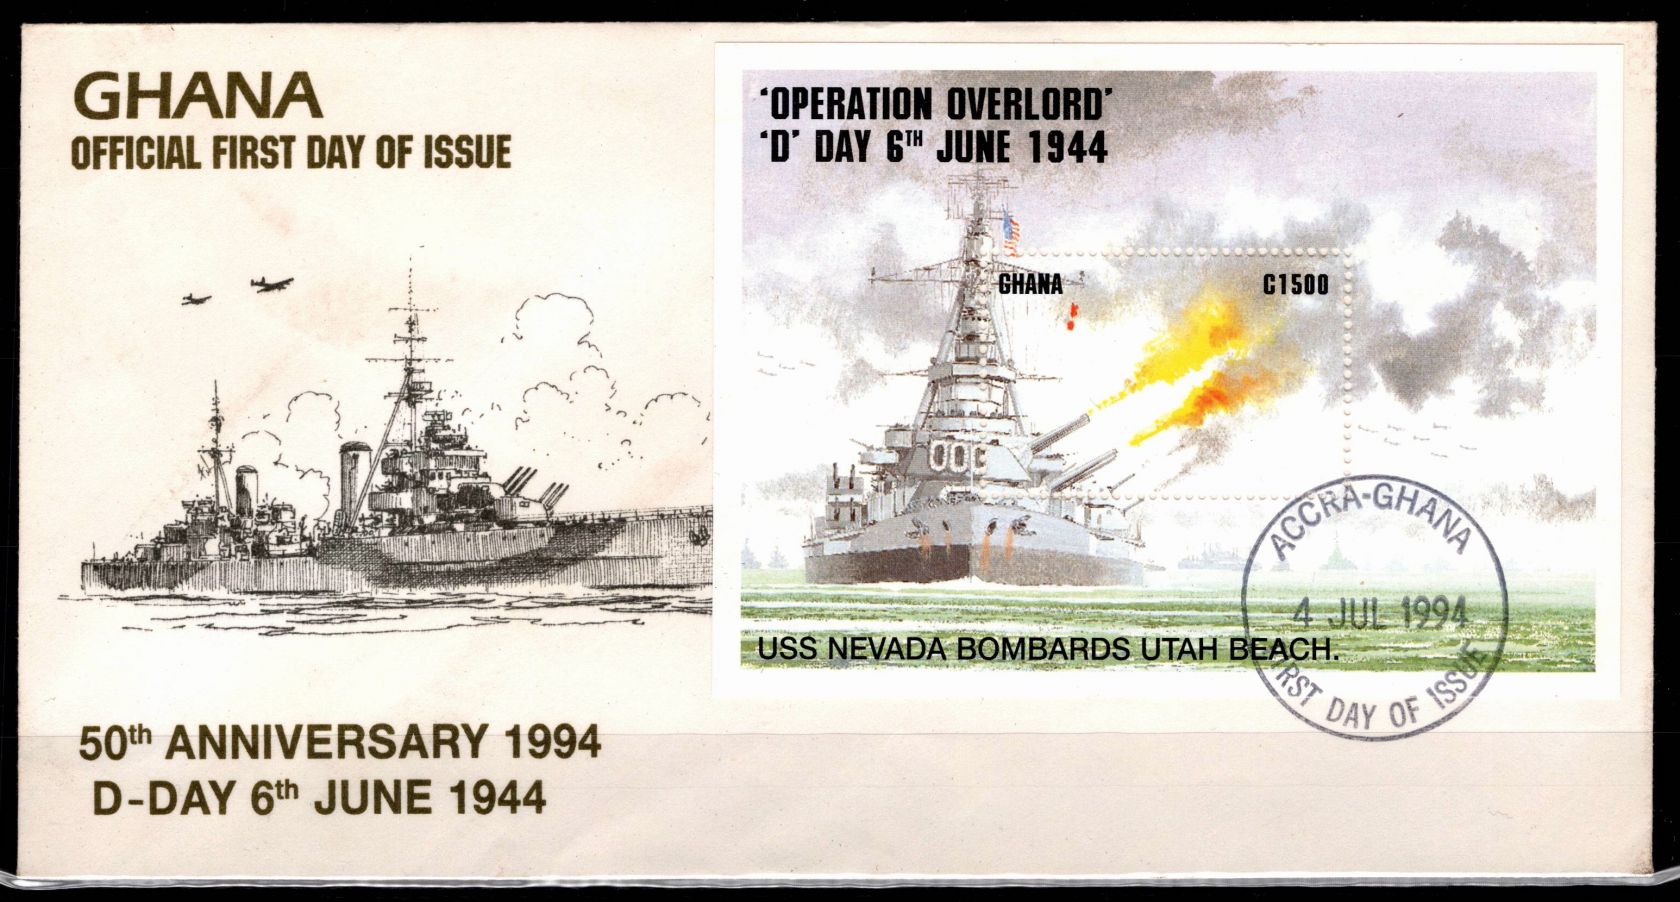 GHANA
OFFICIAL FIRST DAY OF ISSUE
'OPERATION OVERLORD'
'D' DAY 6TH JUNE 1944
GHANA
C1500
USS NEVADA BOMBARDS UTAH BEACH.
ACCRA-GHANA
4 JUL 1994
FIRST DAY OF ISSUE
50th ANNIVERSARY 1994
D-DAY 6th JUNE 1944